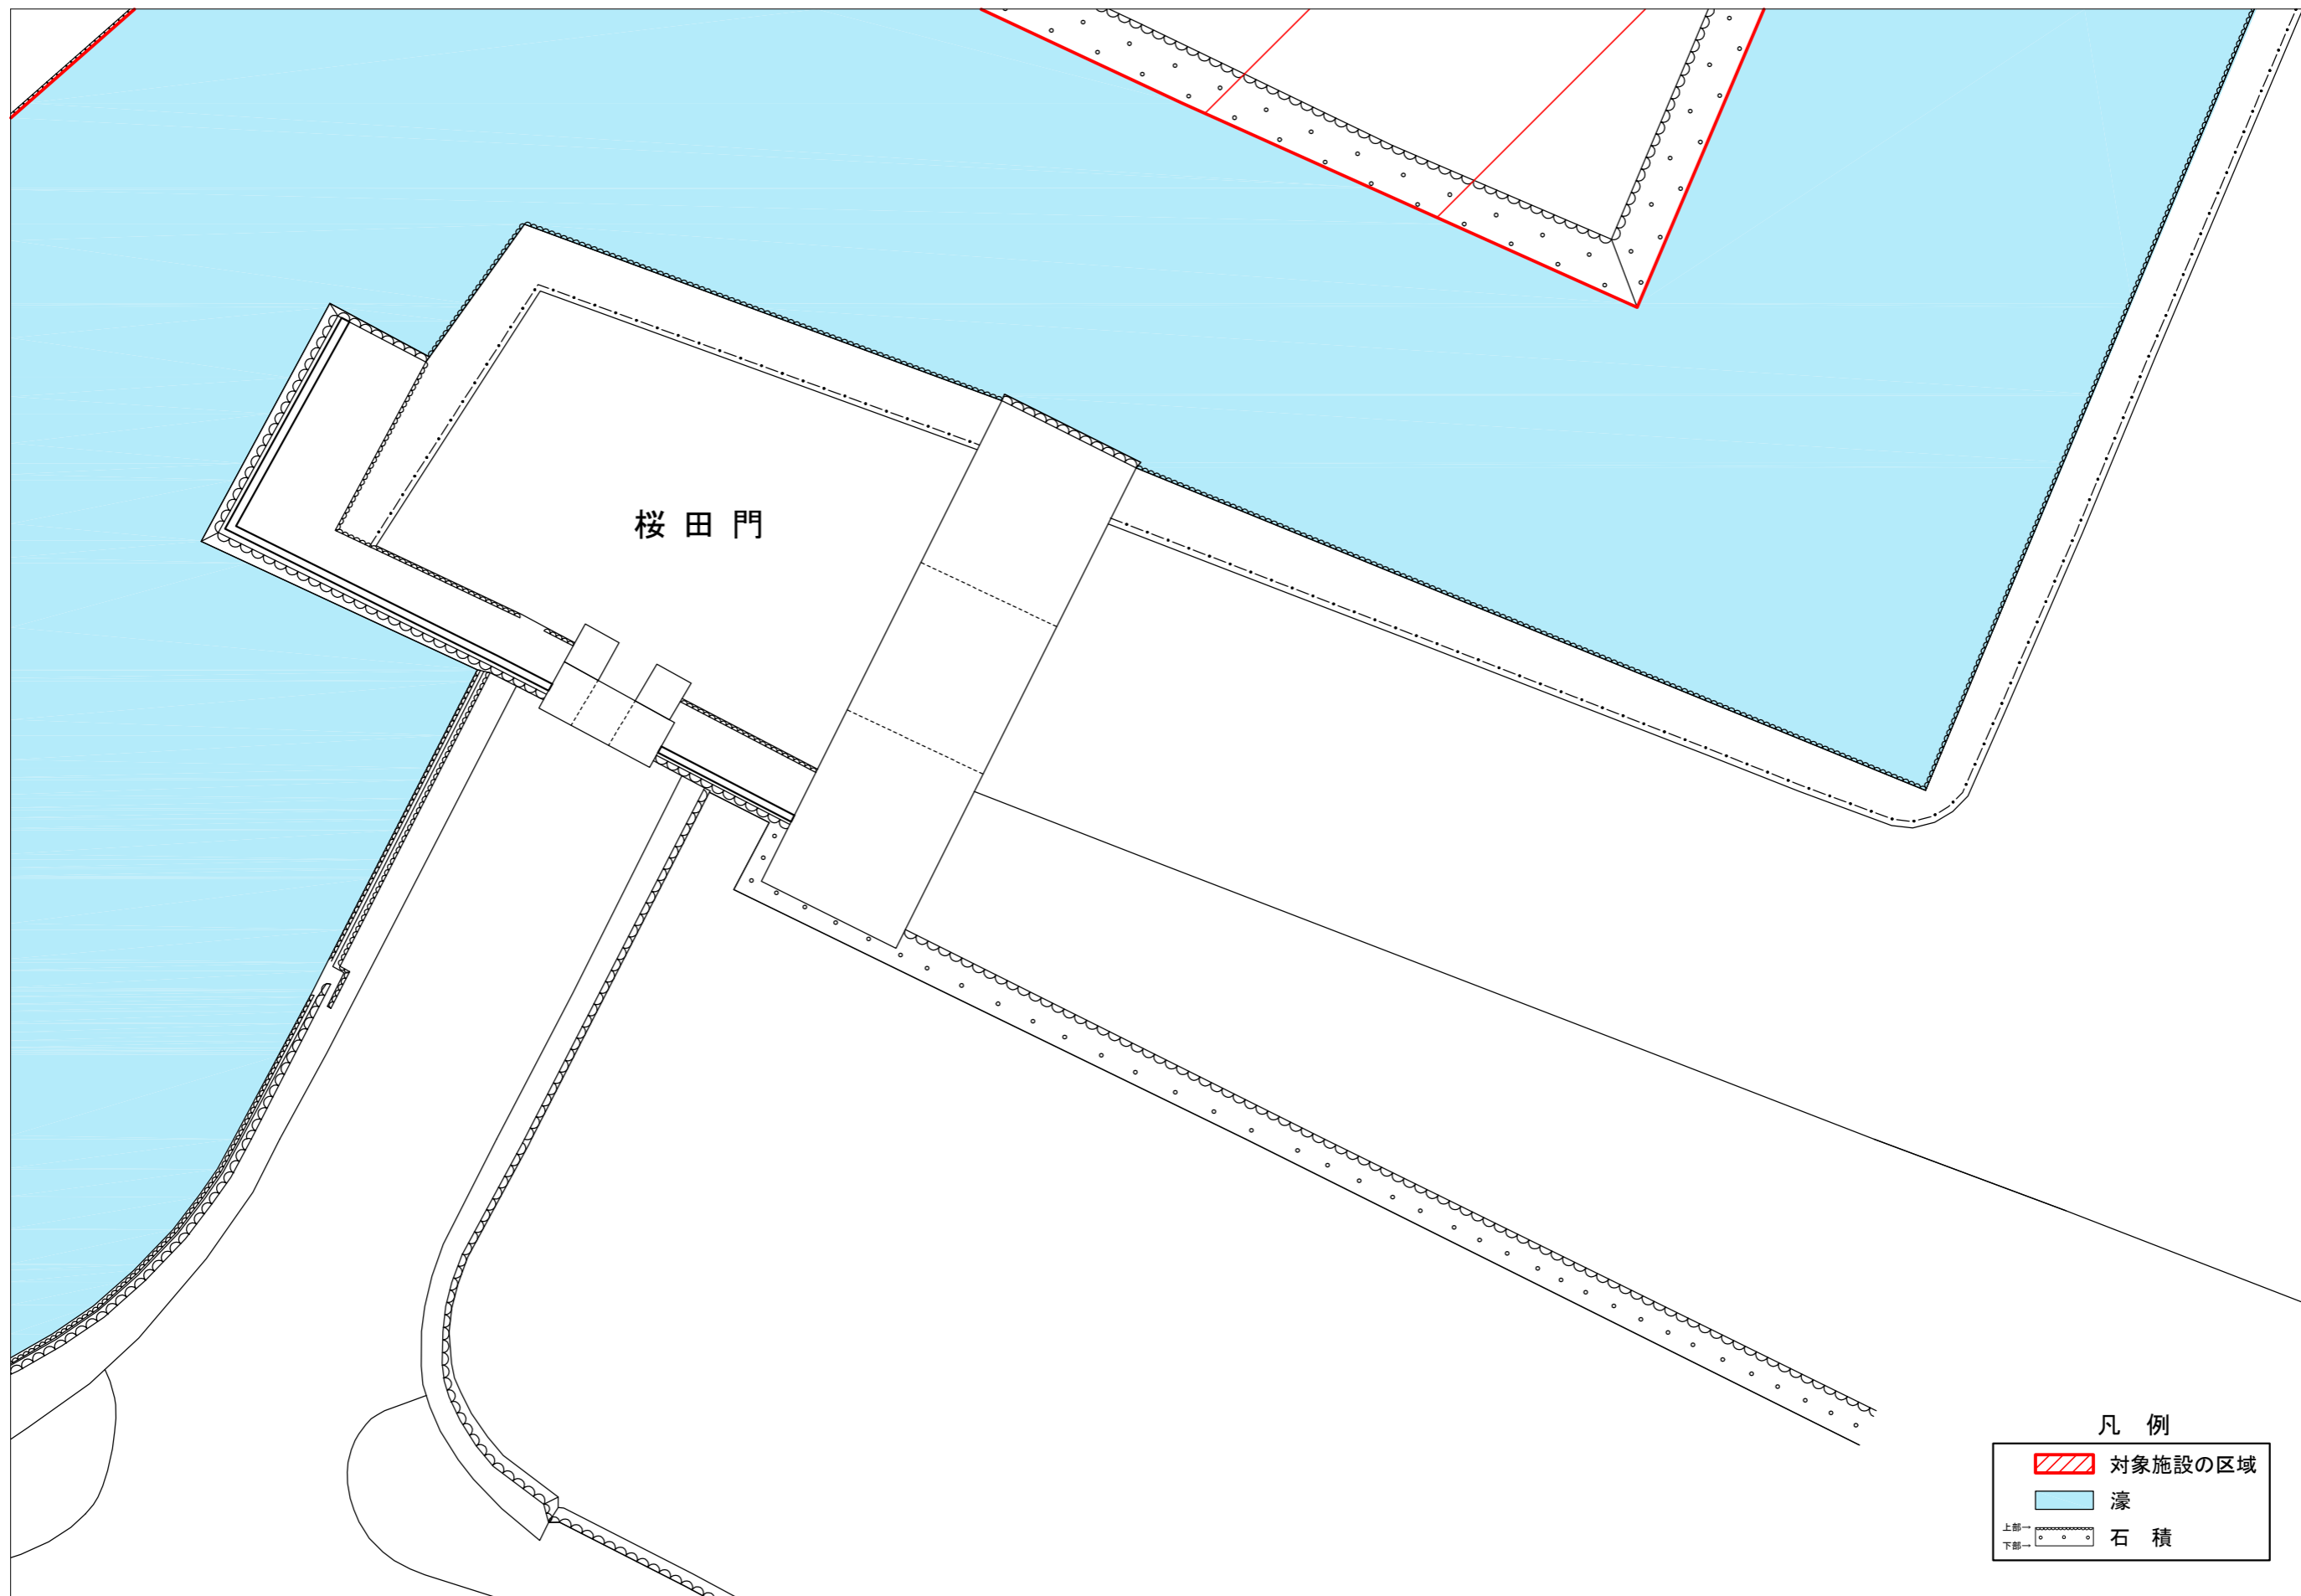 桜田門
凡 例
対象施設の区域
濠
上部→
下部→
石 積